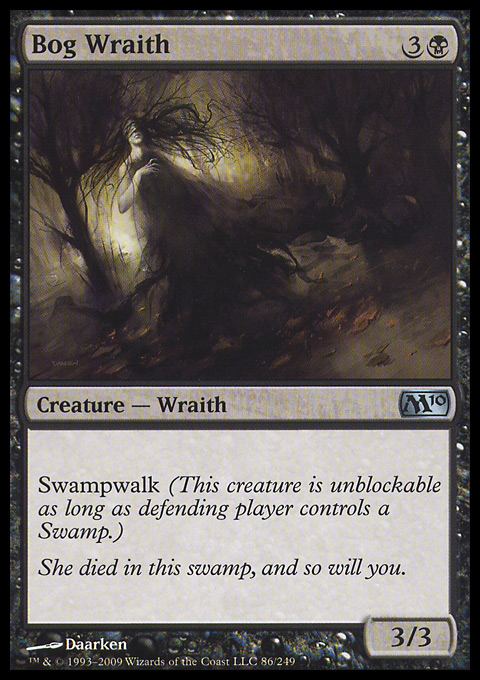 Bog Wraith 3
Creature — Wraith M10
Swampwalk (This creature is unblockable
as long as defending player controls a
Swamp.)
She died in this swamp, and so will you.
3/3
Daarken
™ & © 1993–2009 Wizards of the Coast LLC 86/249